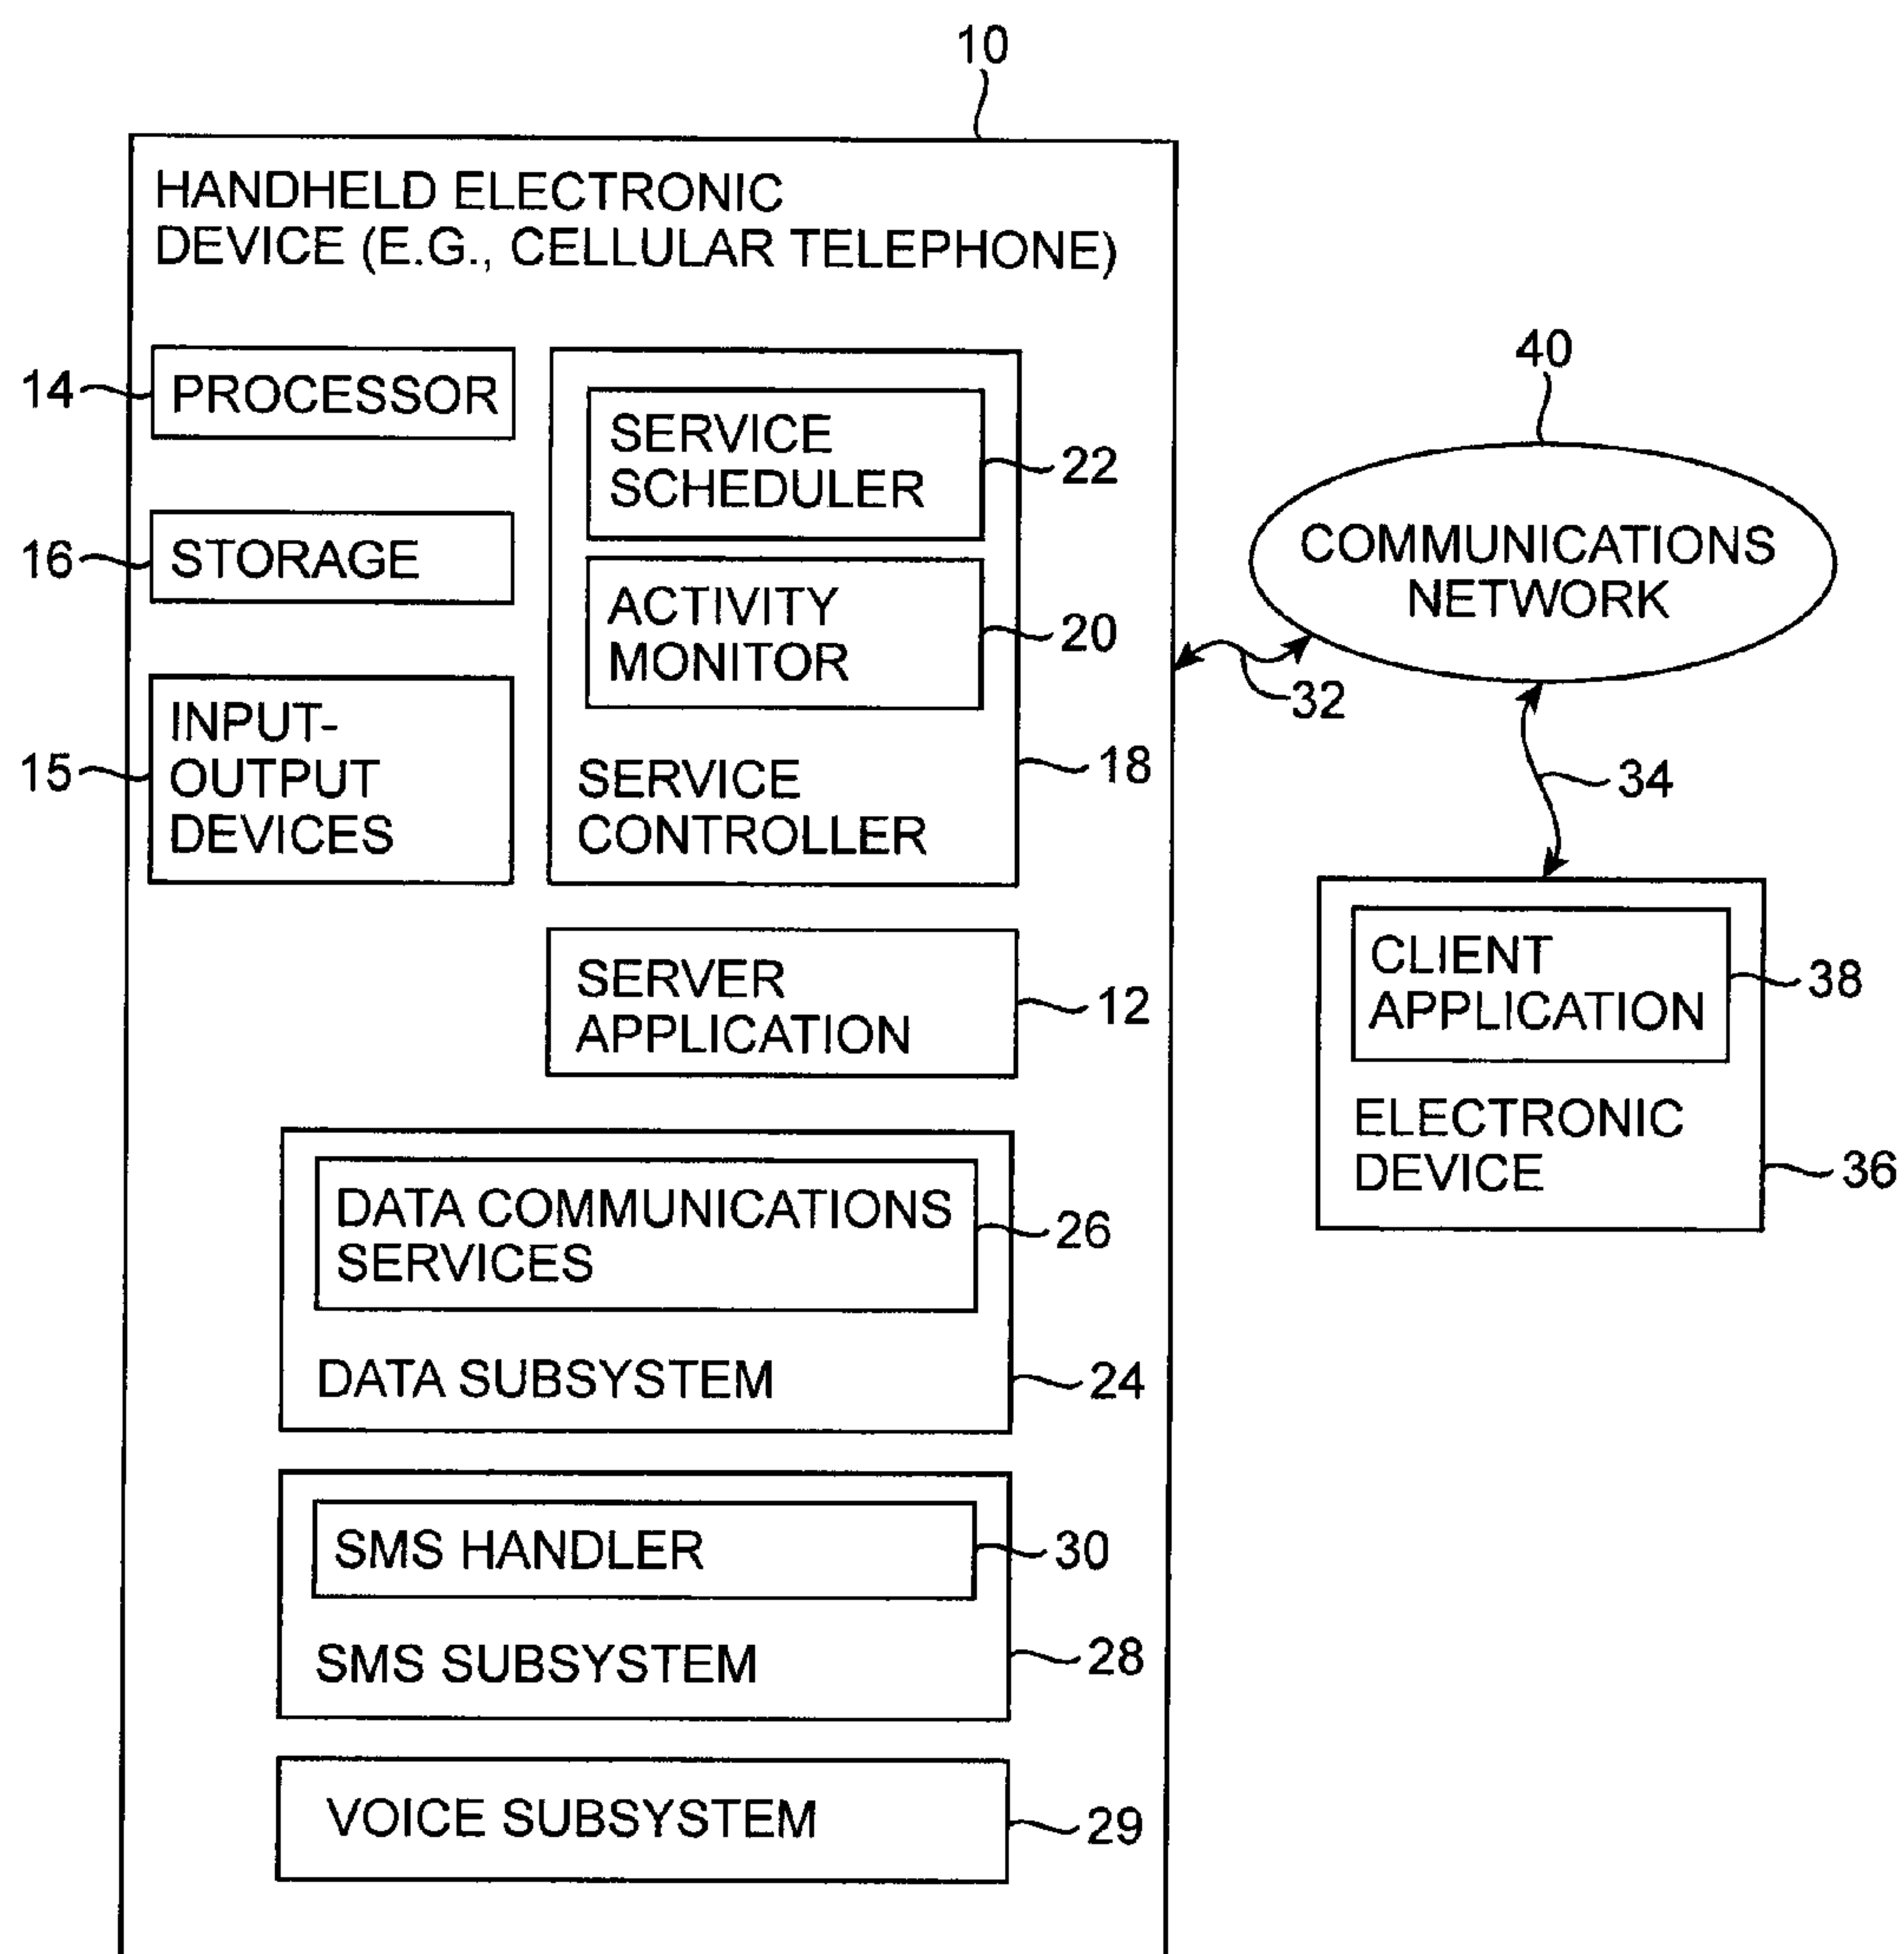 10
HANDHELD ELECTRONIC
DEVICE (E.G., CELLULAR TELEPHONE)
14
PROCESSOR
16
STORAGE
15
INPUT-
OUTPUT
DEVICES
SERVICE
SCHEDULER
22
ACTIVITY
MONITOR
20
SERVICE
CONTROLLER
18
SERVER
APPLICATION
12
DATA COMMUNICATIONS
SERVICES
26
DATA SUBSYSTEM
24
SMS HANDLER
30
SMS SUBSYSTEM
28
VOICE SUBSYSTEM
29
40
COMMUNICATIONS
NETWORK
32
34
CLIENT
APPLICATION
38
ELECTRONIC
DEVICE
36